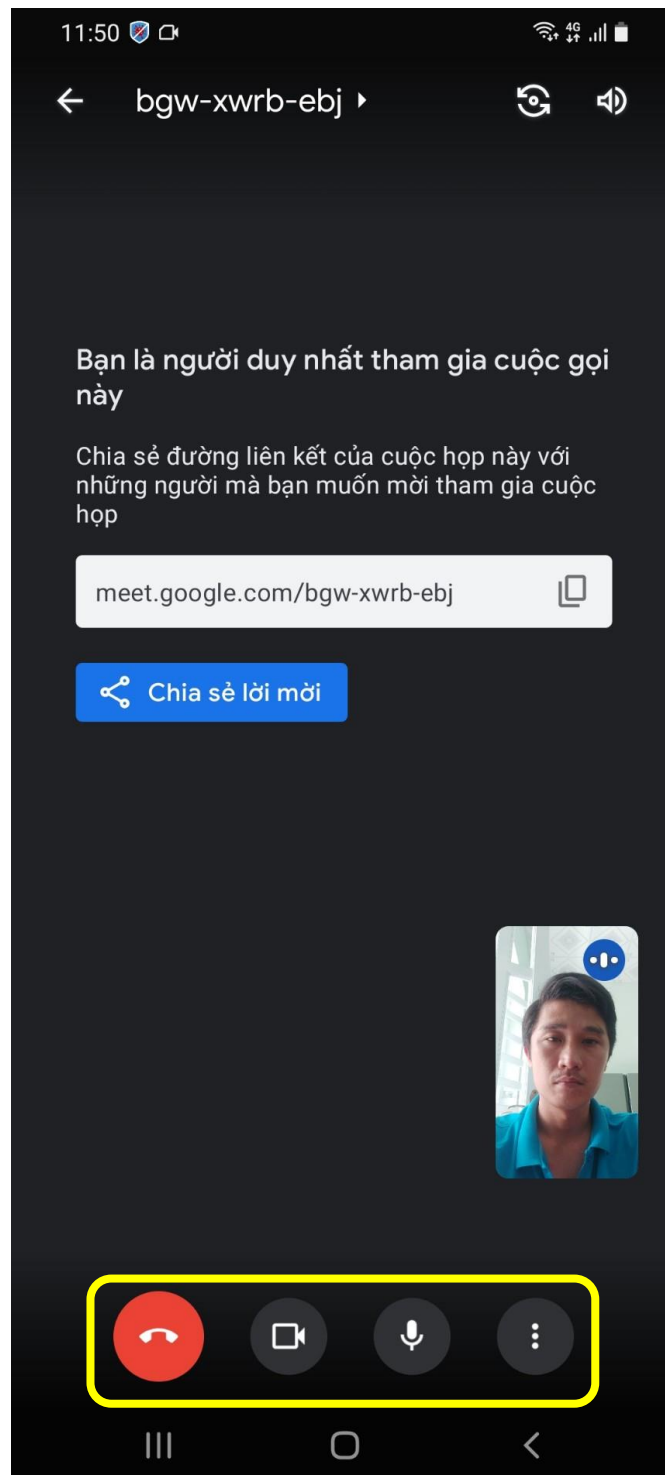 11:50
4G
bgw-xwrb-ebj
Bạn là người duy nhất tham gia cuộc gọi
này
Chia sẻ đường liên kết của cuộc họp này với
những người mà bạn muốn mời tham gia cuộc
họp
meet.google.com/bgw-xwrb-ebj
Chia sẻ lời mời